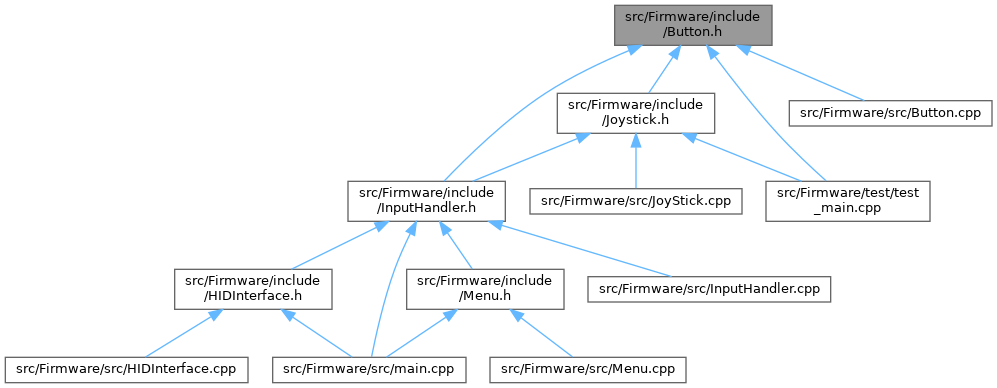 src/Firmware/include
/Button.h
src/Firmware/include
/Joystick.h
src/Firmware/src/Button.cpp
src/Firmware/include
/InputHandler.h
src/Firmware/src/JoyStick.cpp
src/Firmware/test/test
_main.cpp
src/Firmware/include
/HIDInterface.h
src/Firmware/include
/Menu.h
src/Firmware/src/InputHandler.cpp
src/Firmware/src/HIDInterface.cpp
src/Firmware/src/main.cpp
src/Firmware/src/Menu.cpp